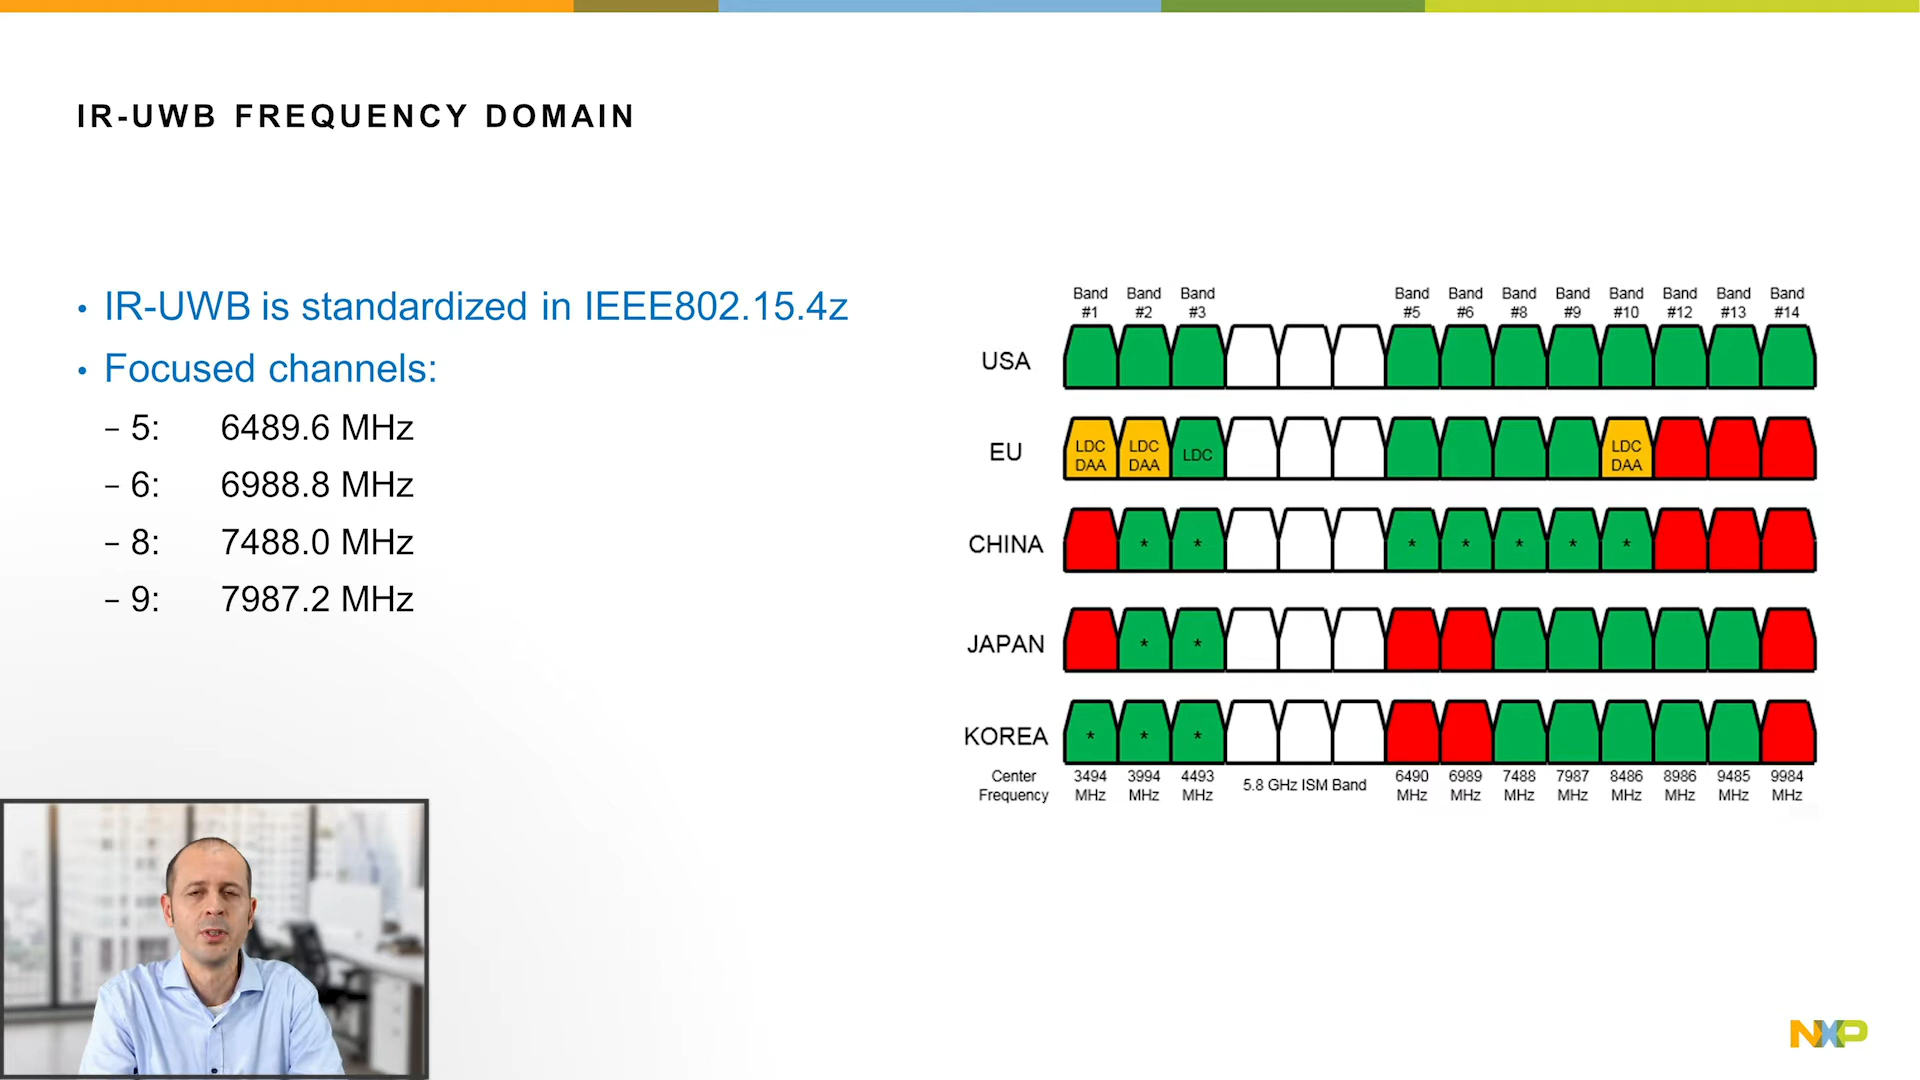 IR-UWB FREQUENCY DOMAIN
• IR-UWB is standardized in IEEE802.15.4z
• Focused channels:
– 5: 6489.6 MHz
– 6: 6988.8 MHz
– 8: 7488.0 MHz
– 9: 7987.2 MHz
Band Band Band Band Band Band Band Band Band Band Band
#1 #2 #3 #5 #6 #8 #9 #10 #12 #13 #14
USA
EU
LDC LDC LDC LDC
DAA DAA DAA
CHINA * * * * * * *
JAPAN * *
KOREA * * *
Center 3494 3994 4493 5.8 GHz ISM Band 6490 6989 7488 7987 8486 8986 9485 9984
Frequency MHz MHz MHz MHz MHz MHz MHz MHz MHz MHz MHz
NXP